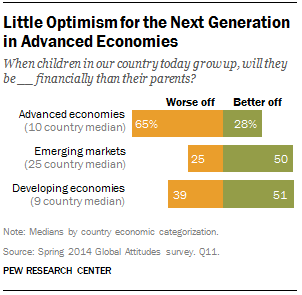 Little Optimism for the Next Generation
in Advanced Economies
When children in our country today grow up, will they
be __ financially than their parents?
Worse off Better off
Advanced economies 65% 28%
(10 country median)
Emerging markets 25 50
(25 country median)
Developing economies 39 51
(9 country median)
Note: Medians by country economic categorization.
Source: Spring 2014 Global Attitudes survey. Q11.
PEW RESEARCH CENTER